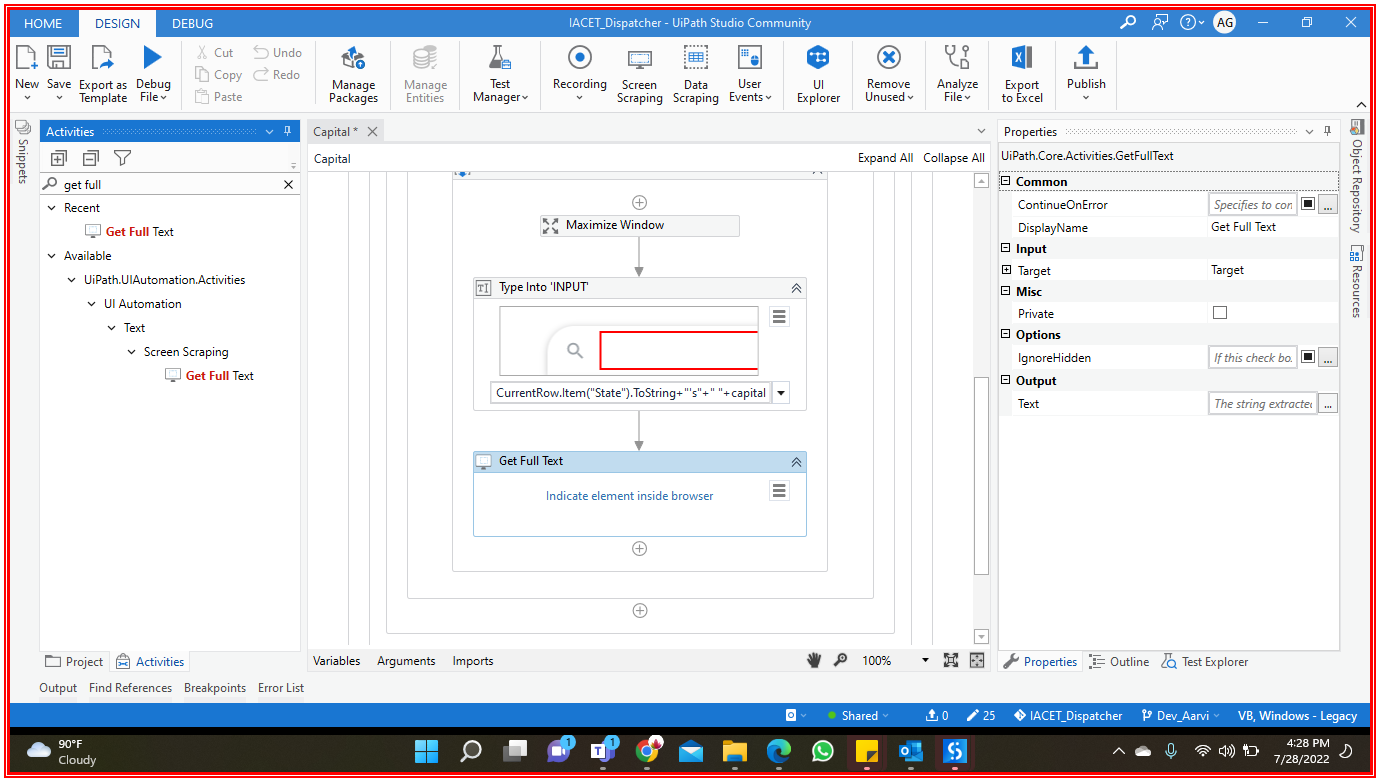 HOME DESIGN DEBUG IACET_Dispatcher - UiPath Studio Community AG
New Save Export as Template Debug File Cut Copy Paste Undo Redo Manage Packages Manage Entities Test Manager Recording Screen Scraping Data Scraping User Events UI Explorer Remove Unused Analyze File Export to Excel Publish
Snippets
Activities
get full
Recent
Get Full Text
Available
UiPath.UIAutomation.Activities
UI Automation
Text
Screen Scraping
Get Full Text
Project Activities
Capital *
Capital Expand All Collapse All
Maximize Window
Type Into 'INPUT'
CurrentRow.Item("State").ToString+"'s"+" "+capital
Get Full Text
Indicate element inside browser
Variables Arguments Imports 100%
Properties
UiPath.Core.Activities.GetFullText
Common
ContinueOnError Specifies to con ...
DisplayName Get Full Text
Input
Target Target
Misc
Private
Options
IgnoreHidden If this check bo. ...
Output
Text The string extracted ...
Properties Outline Test Explorer
Object Repository
Resources
Output Find References Breakpoints Error List
Shared 0 25 IACET_Dispatcher Dev_Aarvi VB, Windows - Legacy
90°F
Cloudy
1 1
4:28 PM
7/28/2022